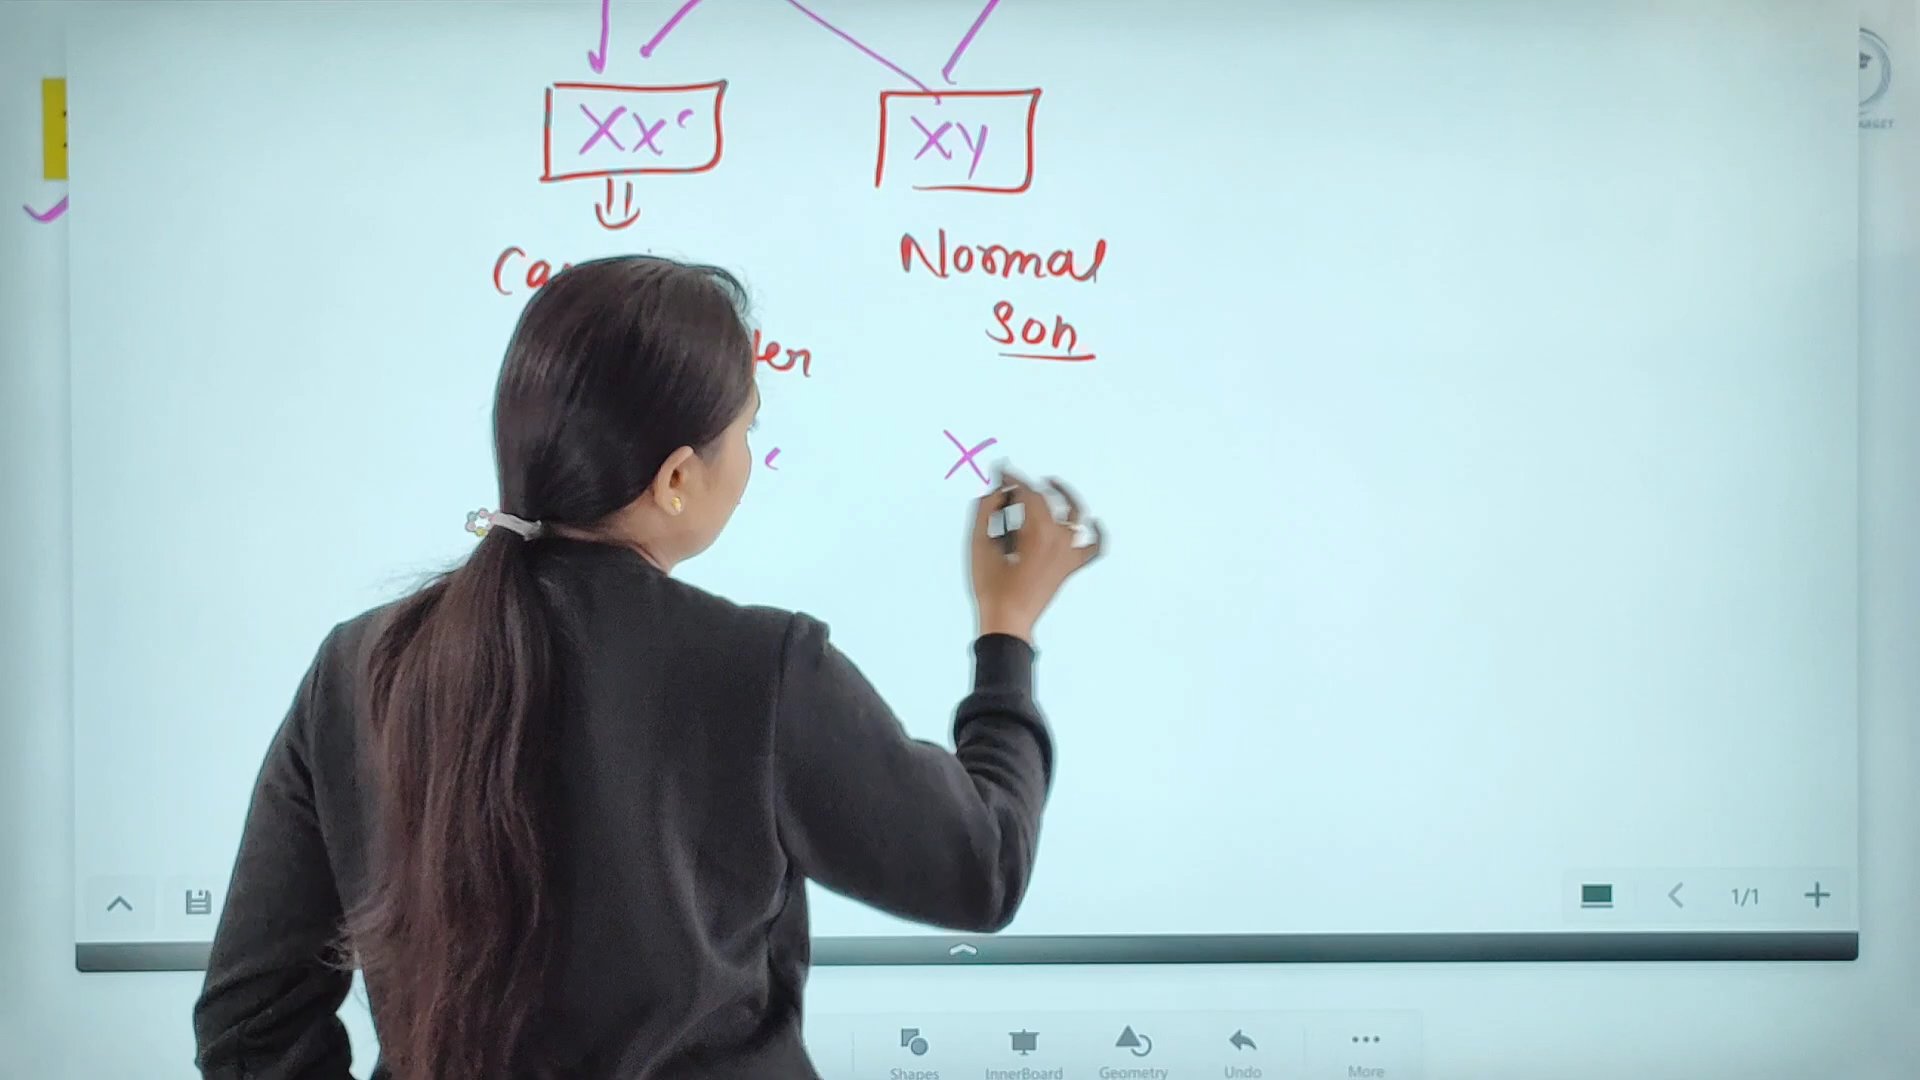 XXᶜ XY
Normal
Son
c X
1/1
Shapes InnerBoard Geometry Undo More